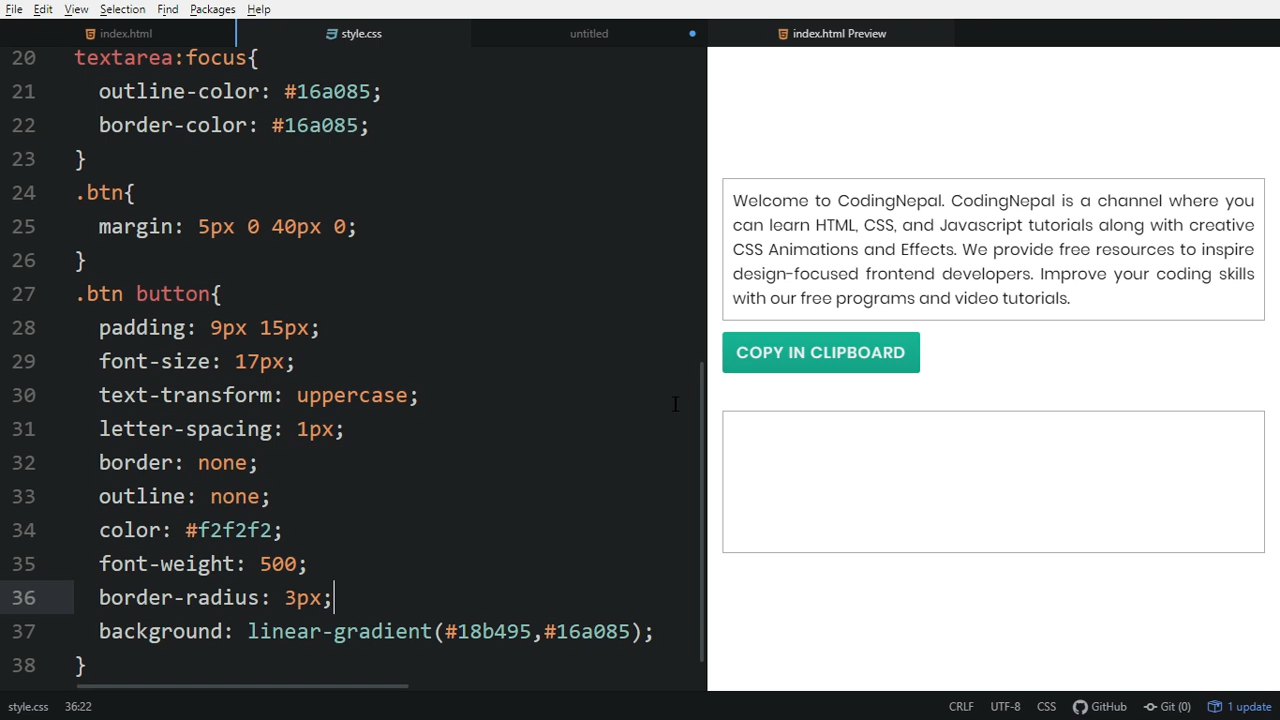 File Edit View Selection Find Packages Help
index.html
style.css
untitled
index.html Preview
20 textarea:focus{
21 outline-color: #16a085;
22 border-color: #16a085;
23 }
24 .btn{
25 margin: 5px 0 40px 0;
26 }
27 .btn button{
28 padding: 9px 15px;
29 font-size: 17px;
30 text-transform: uppercase;
31 letter-spacing: 1px;
32 border: none;
33 outline: none;
34 color: #f2f2f2;
35 font-weight: 500;
36 border-radius: 3px;
37 background: linear-gradient(#18b495,#16a085);
38 }
Welcome to CodingNepal. CodingNepal is a channel where you
can learn HTML, CSS, and Javascript tutorials along with creative
CSS Animations and Effects. We provide free resources to inspire
design-focused frontend developers. Improve your coding skills
with our free programs and video tutorials.
COPY IN CLIPBOARD
style.css 36:22
CRLF UTF-8 CSS GitHub Git (0) 1 update